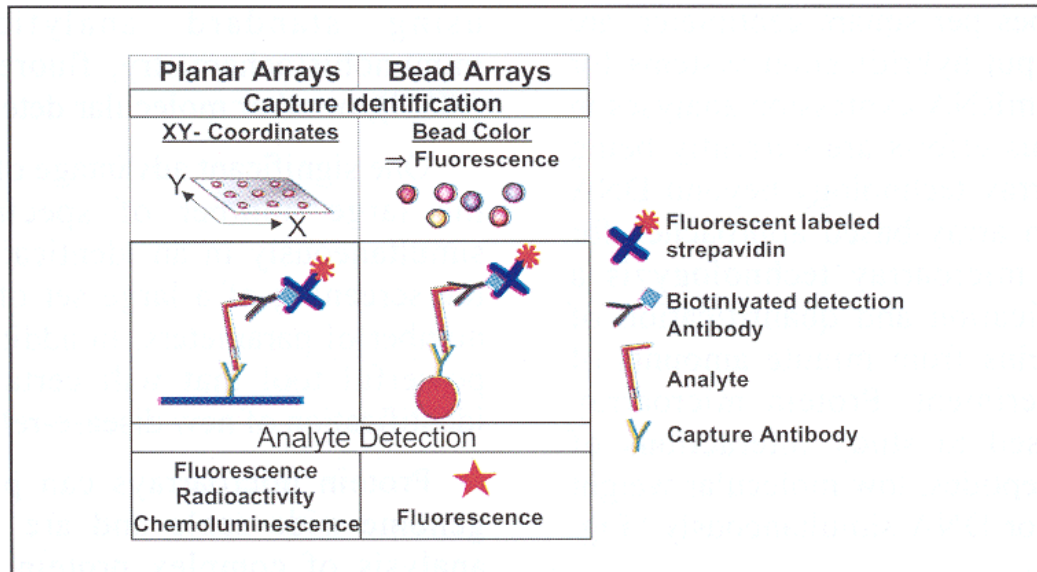 Planar Arrays
Bead Arrays
Capture Identification
XY- Coordinates
Bead Color
⇒ Fluorescence
Y
X
Fluorescent labeled
strepavidin
Biotinlyated detection
Antibody
Analyte
Capture Antibody
Analyte Detection
Fluorescence
Radioactivity
Chemoluminescence
Fluorescence